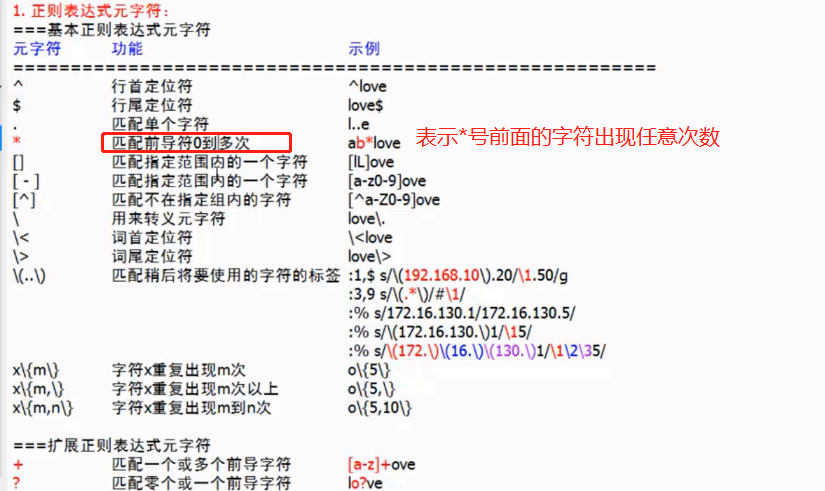 1. 正则表达式元字符：
===基本正则表达式元字符
元字符 功能 示例
========================================================
^ 行首定位符 ^love
$ 行尾定位符 love$
. 匹配单个字符 l..e
* 匹配前导符0到多次 ab*love 表示*号前面的字符出现任意次数
[] 匹配指定范围内的一个字符 [lL]ove
[ - ] 匹配指定范围内的一个字符 [a-z0-9]ove
[^] 匹配不在指定组内的字符 [^a-Z0-9]ove
\ 用来转义元字符 love\.
\< 词首定位符 \<love
\> 词尾定位符 love\>
\(..\) 匹配稍后将要使用的字符的标签 :1,$ s/\(192.168.10\).20/\1.50/g
:3,9 s/\(.*\)/#\1/
:% s/172.16.130.1/172.16.130.5/
:% s/\(172.16.130.\)1/\15/
:% s/\(172.\)\(16.\)\(130.\)1/\1\2\35/
x\{m\} 字符x重复出现m次 o\{5\}
x\{m,\} 字符x重复出现m次以上 o\{5,\}
x\{m,n\} 字符x重复出现m到n次 o\{5,10\}
===扩展正则表达式元字符
+ 匹配一个或多个前导字符 [a-z]+ove
? 匹配零个或一个前导字符 lo?ve